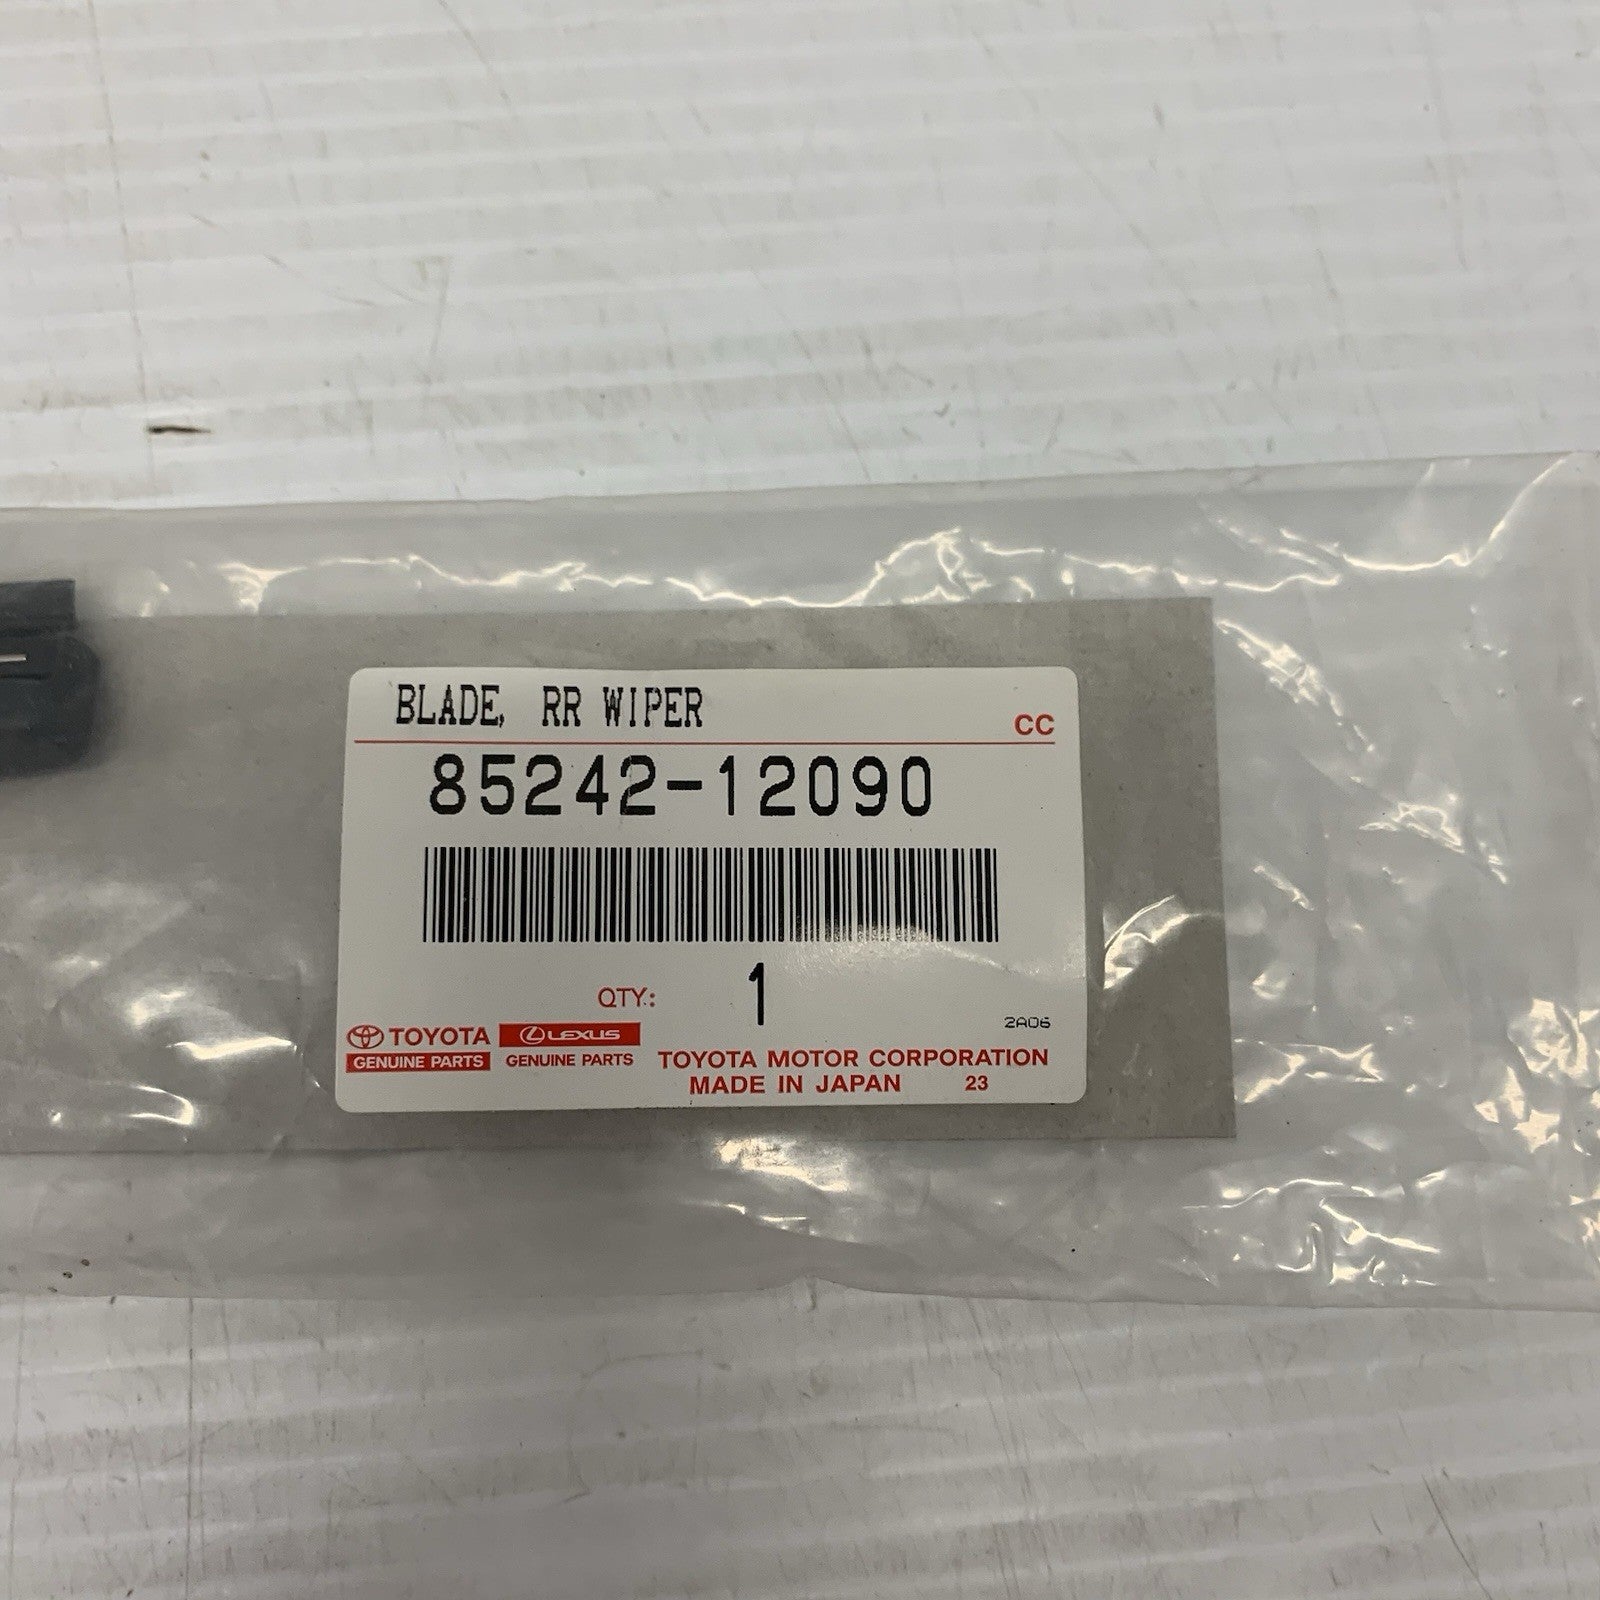 BLADE, RR WIPER
CC
85242-12090
QTY: 1
2A06
TOYOTA LEXUS
GENUINE PARTS GENUINE PARTS
TOYOTA MOTOR CORPORATION
MADE IN JAPAN 23